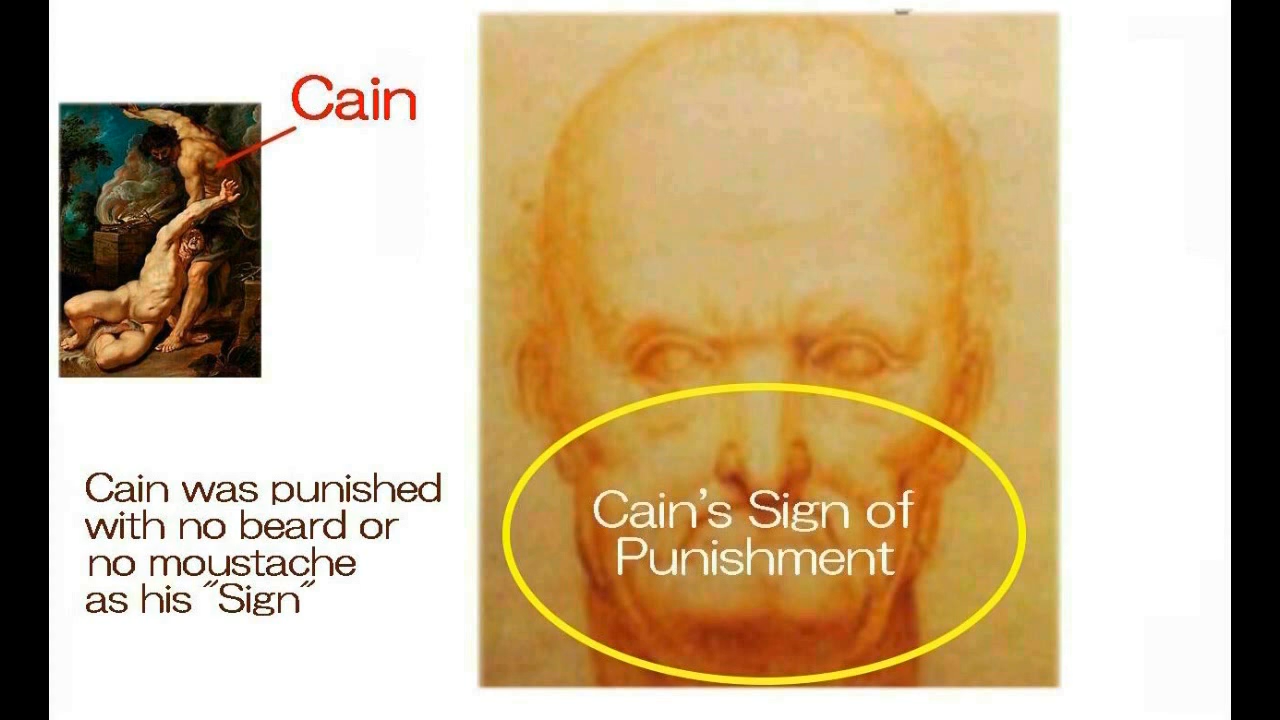 Cain
Cain's Sign of
Punishment
Cain was punished
with no beard or
no moustache
as his "Sign"